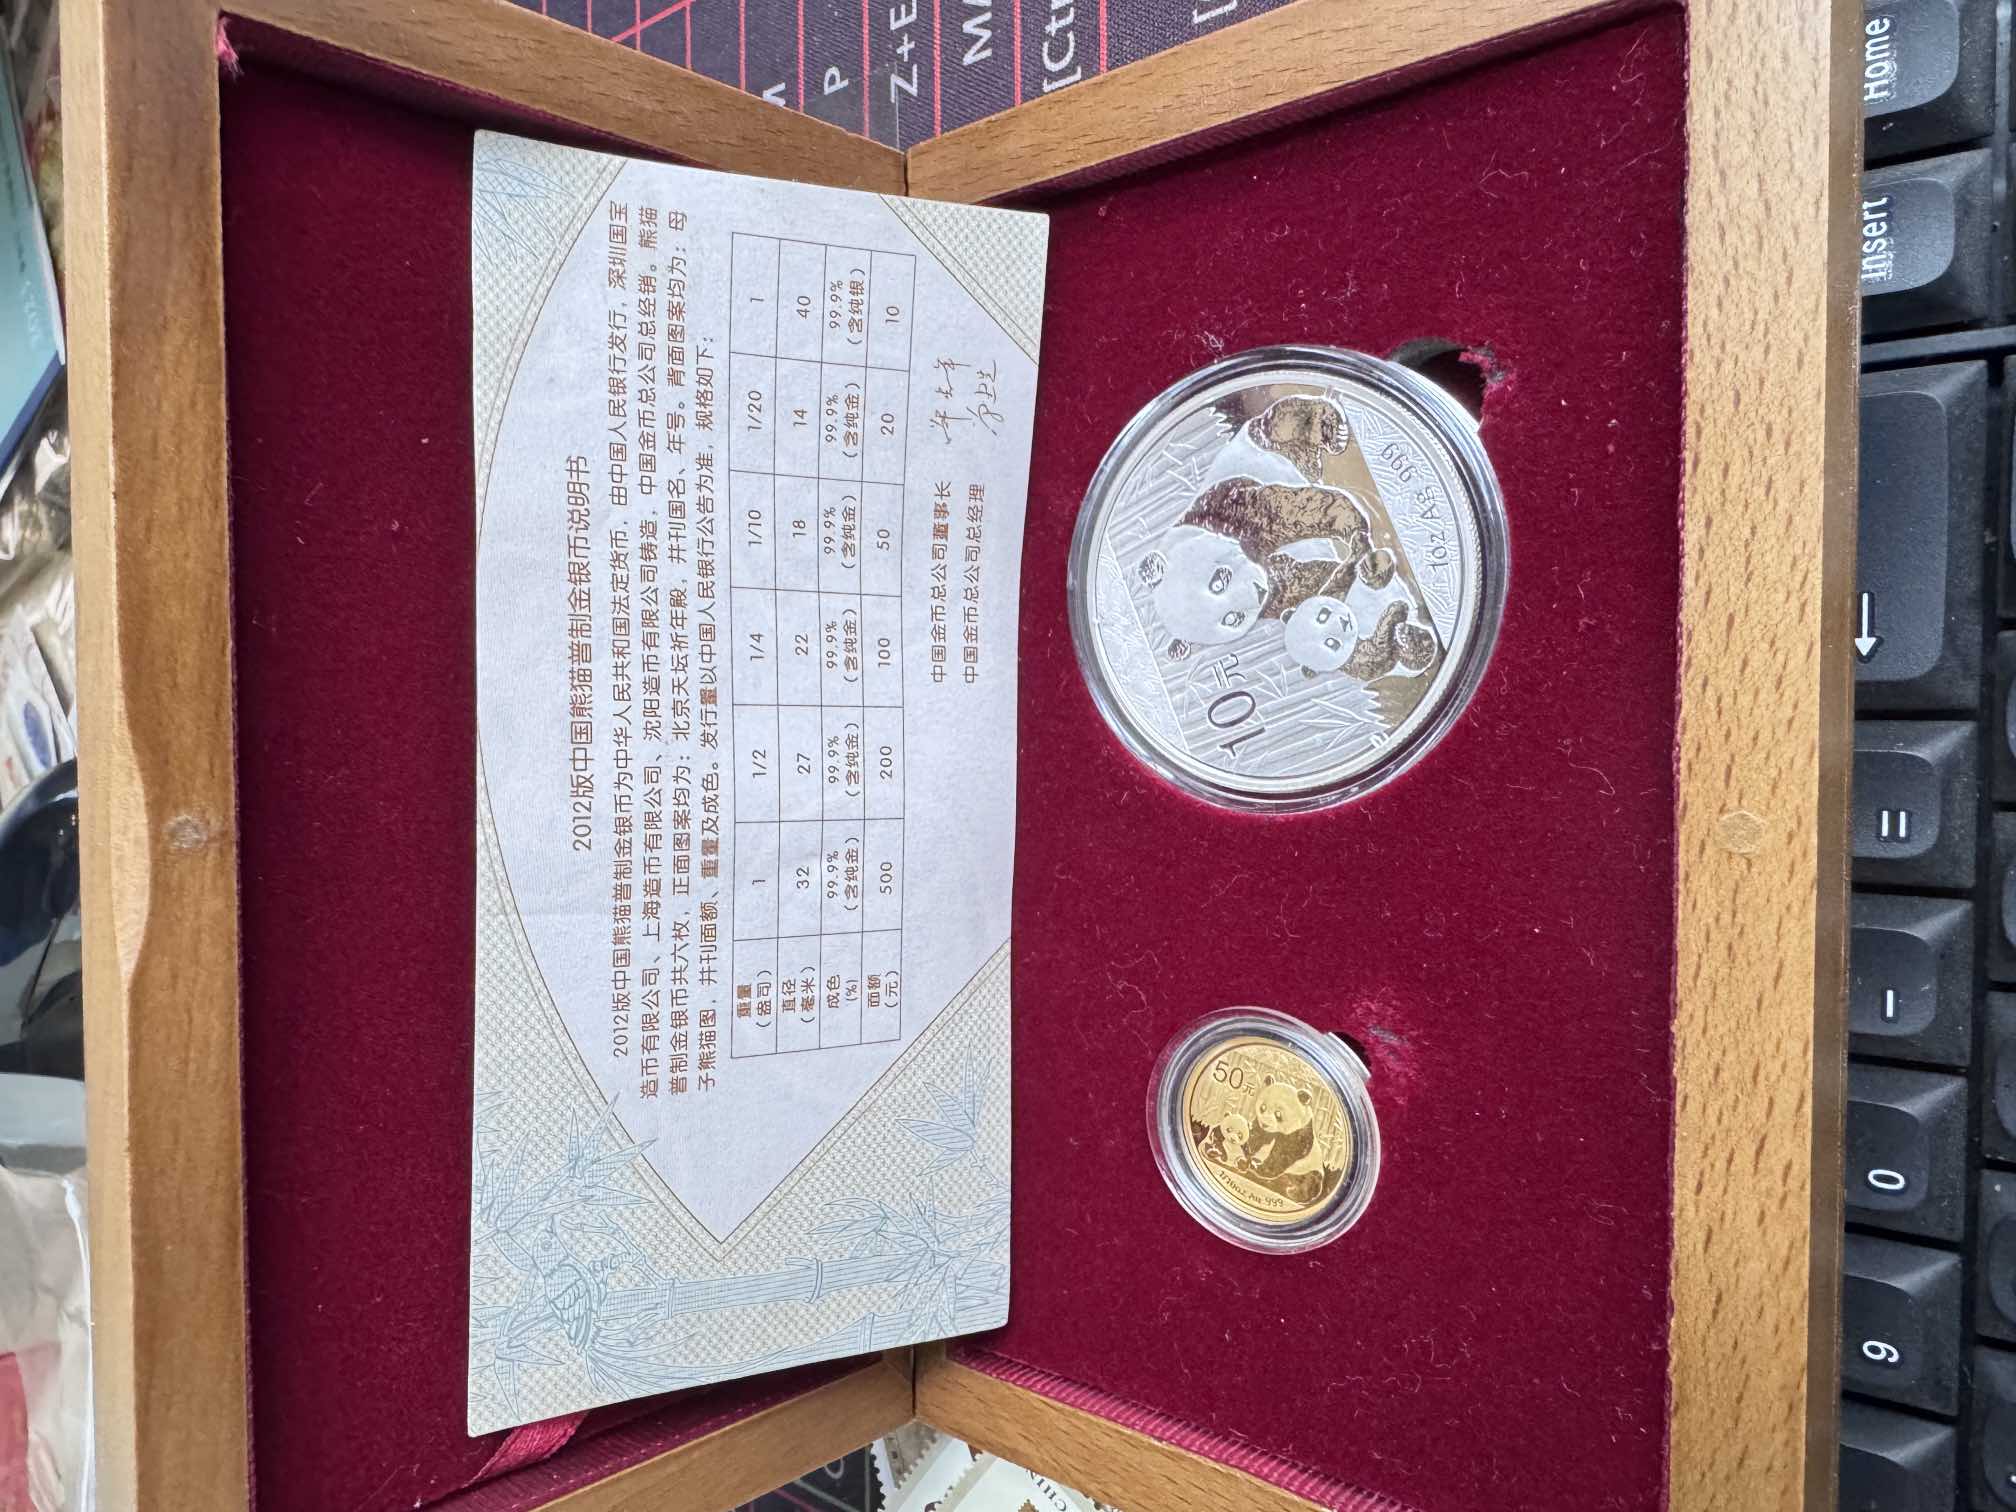 2012版中国熊猫普制金银币说明书
2012版中国熊猫普制金银币为中华人民共和国法定货币，由中国人民银行发行，深圳国宝
造币有限公司、上海造币有限公司、沈阳造币有限公司铸造，中国金币总公司总经销。熊猫
普制金银币共六枚，正面图案均为：北京天坛祈年殿，并刊国名、年号。背面图案均为：母
子熊猫图，并刊面额、重量及成色。发行量以中国人民银行公告为准，规格如下：
重量（盎司） 1 1/2 1/4 1/10 1/20 1
直径（毫米） 32 27 22 18 14 40
成色（%） 99.9%（含纯金） 99.9%（含纯金） 99.9%（含纯金） 99.9%（含纯金） 99.9%（含纯金） 99.9%（含纯银）
面额（元） 500 200 100 50 20 10
中国金币总公司董事长
中国金币总公司总经理
10元
1oz Ag 999
50元
1/10oz Au 999
Home
Insert
←
=
-
0
9
P
Z+E
[Ctr